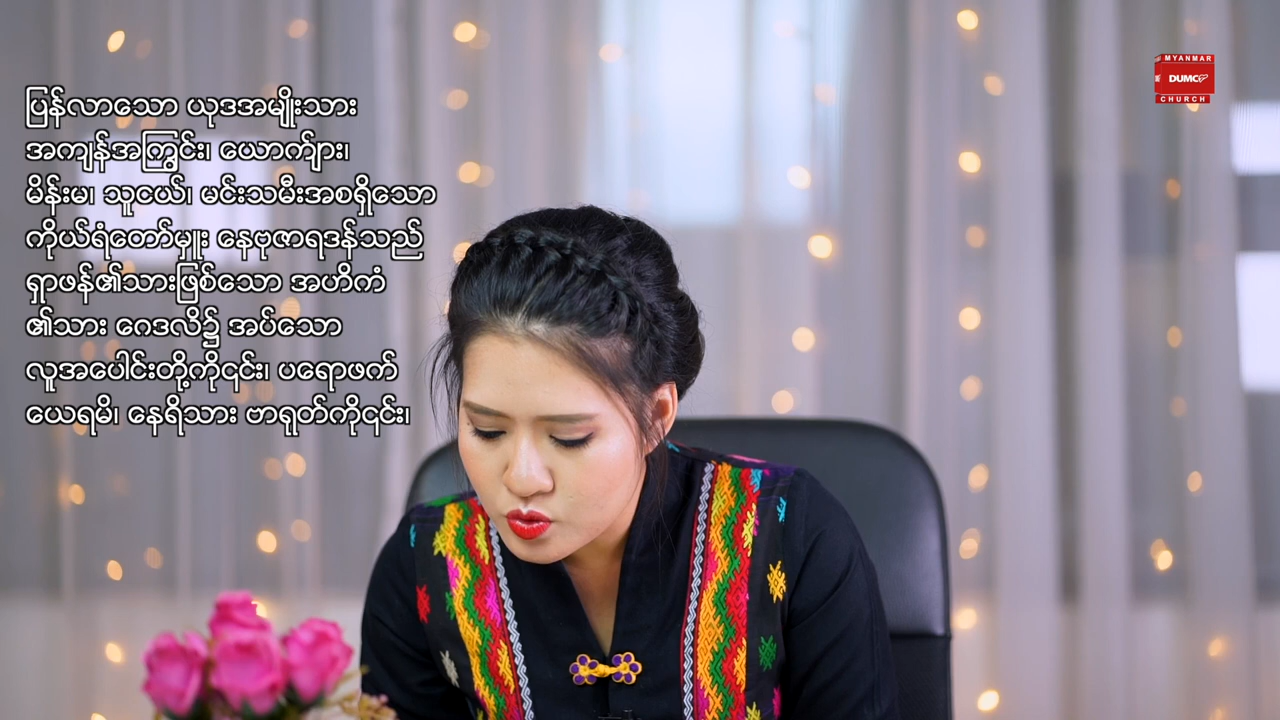 ပြန်လာသော ယုဒအမျိုးသား
အကျန်အကြွင်း၊ ယောက်ျား၊
မိန်းမ၊ သူငယ်၊ မင်းသမီးအစရှိသော
ကိုယ်ရံတော်မှူး နေဗုဇာရဒန်သည်
ရှာဖန်၏သားဖြစ်သော အဟိကံ
၏သား ဂေဒလိ၌ အပ်သော
လူအပေါင်းတို့ကို၎င်း၊ ပရောဖက်
ယေရမိ၊ နေရိသား ဗာရုတ်ကို၎င်း၊
MYANMAR
DUMC
CHURCH